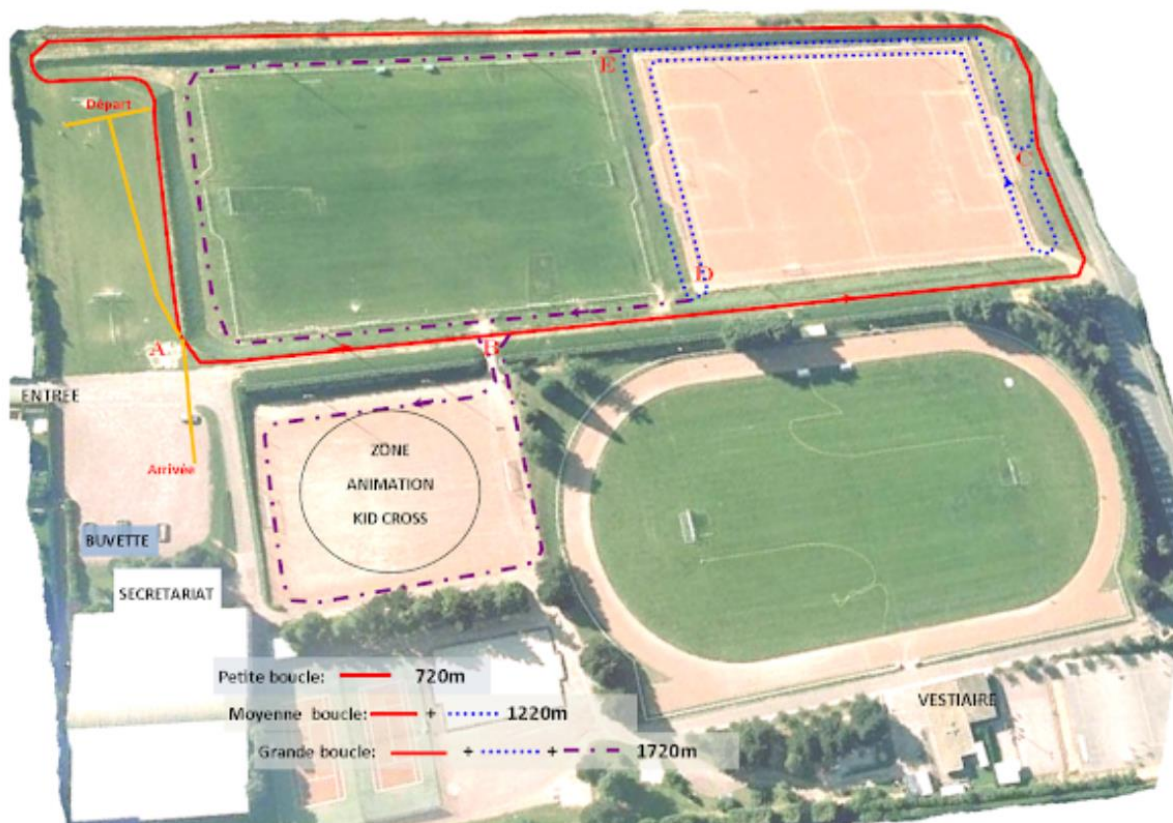 Départ
E
C
D
A
B
ENTREE
Arrivée
ZONE
ANIMATION
KID CROSS
BUVETTE
SECRETARIAT
Petite boucle: 720m
Moyenne boucle: + 1220m
Grande boucle: + + 1720m
VESTIAIRE